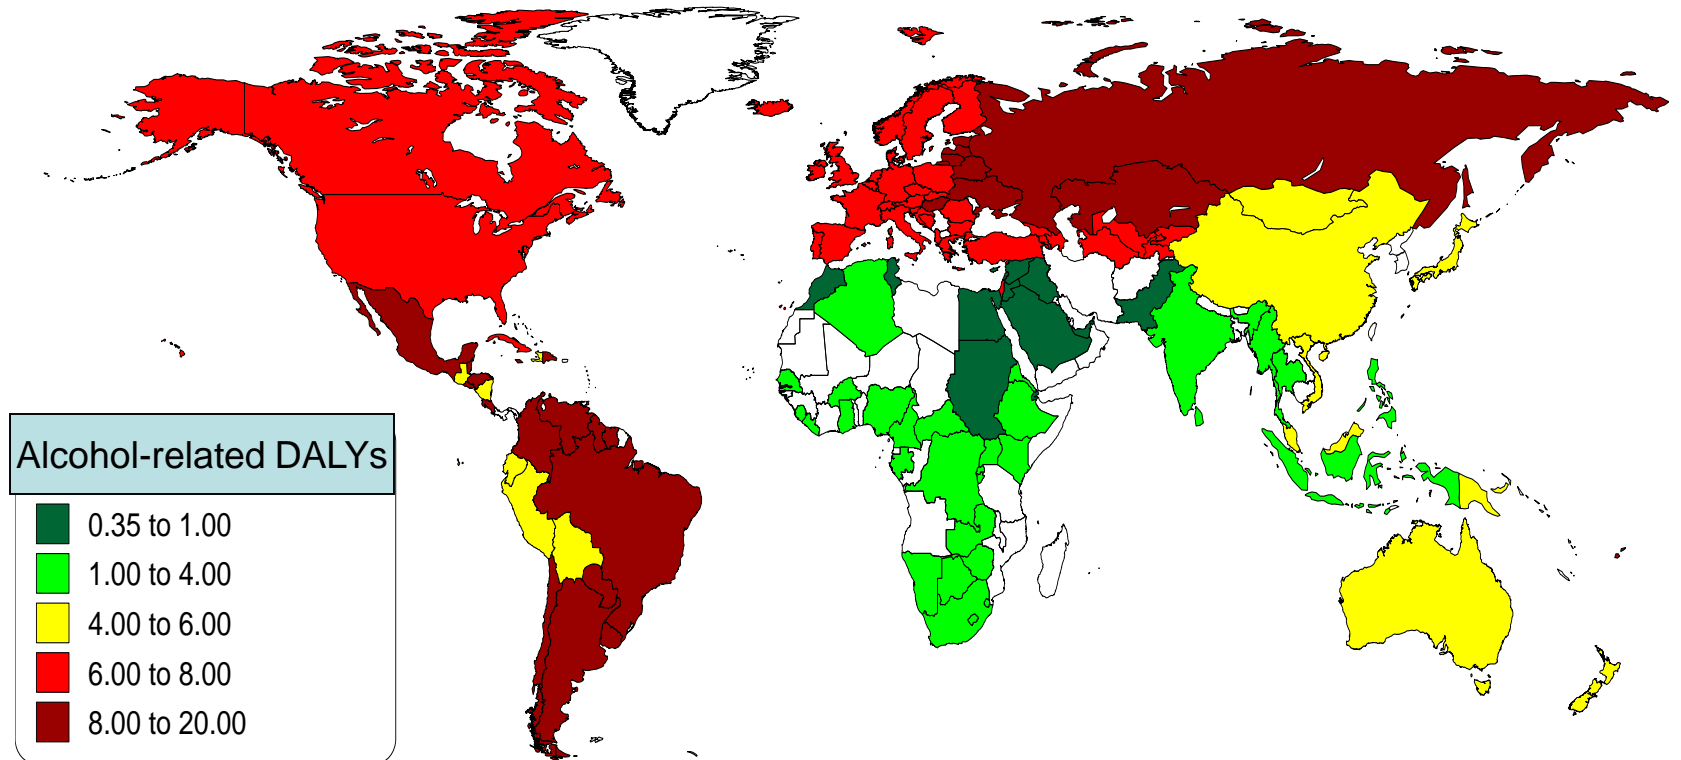 Alcohol-related DALYs
0.35 to 1.00
1.00 to 4.00
4.00 to 6.00
6.00 to 8.00
8.00 to 20.00